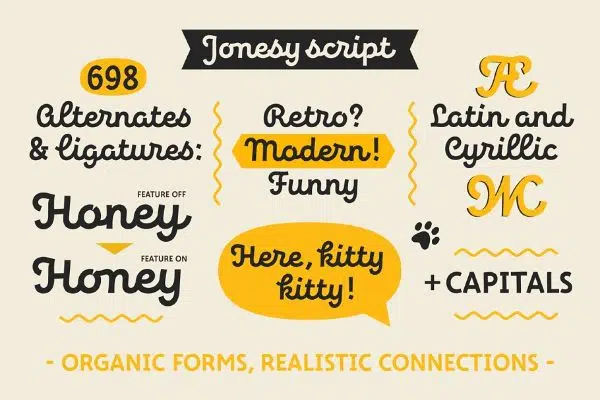 Jonesy script
698
Alternates
& ligatures:
FEATURE OFF
Honey
FEATURE ON
Honey
Retro?
Modern!
Funny
Here, kitty
kitty!
Æ
Latin and
Cyrillic
+ CAPITALS
- ORGANIC FORMS, REALISTIC CONNECTIONS -